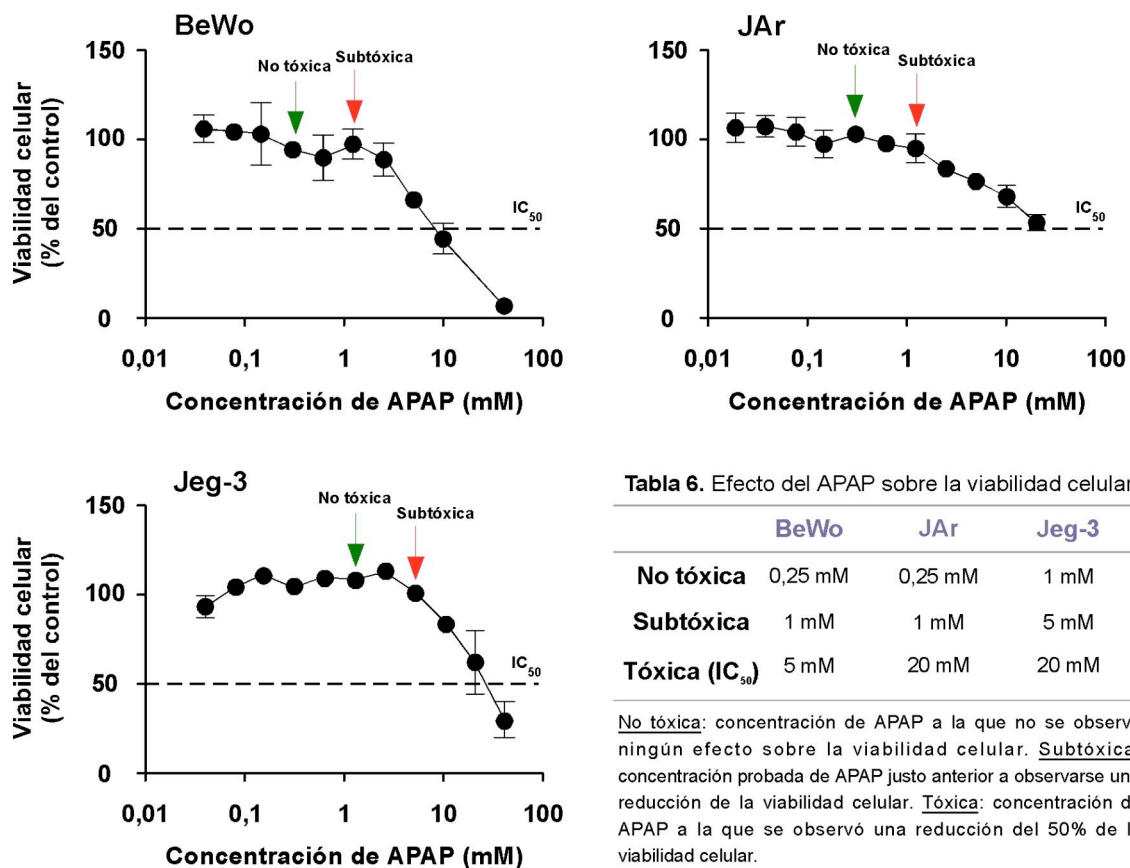 BeWo
150
100
50
0
Viabilidad celular
(% del control)
No tóxica
Subtóxica
IC50
0,01 0,1 1 10 100
Concentración de APAP (mM)
JAr
150
100
50
0
Viabilidad celular
(% del control)
No tóxica
Subtóxica
IC50
0,01 0,1 1 10 100
Concentración de APAP (mM)
Jeg-3
150
100
50
0
Viabilidad celular
(% del control)
No tóxica
Subtóxica
IC50
0,01 0,1 1 10 100
Concentración de APAP (mM)
Tabla 6. Efecto del APAP sobre la viabilidad celular
BeWo JAr Jeg-3
No tóxica 0,25 mM 0,25 mM 1 mM
Subtóxica 1 mM 1 mM 5 mM
Tóxica (IC50) 5 mM 20 mM 20 mM
No tóxica: concentración de APAP a la que no se observ
ningún efecto sobre la viabilidad celular. Subtóxica
concentración probada de APAP justo anterior a observarse un
reducción de la viabilidad celular. Tóxica: concentración d
APAP a la que se observó una reducción del 50% de l
viabilidad celular.